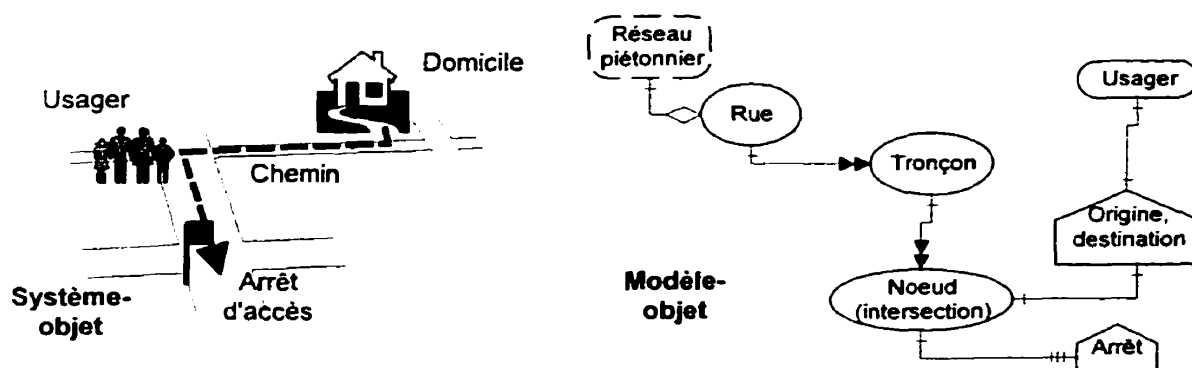 Usager
Domicile
Chemin
Arrêt
d'accès
Système-
objet
Réseau
piétonnier
Rue
Tronçon
Usager
Origine,
destination
Noeud
(intersection)
Arrêt
Modèle-
objet